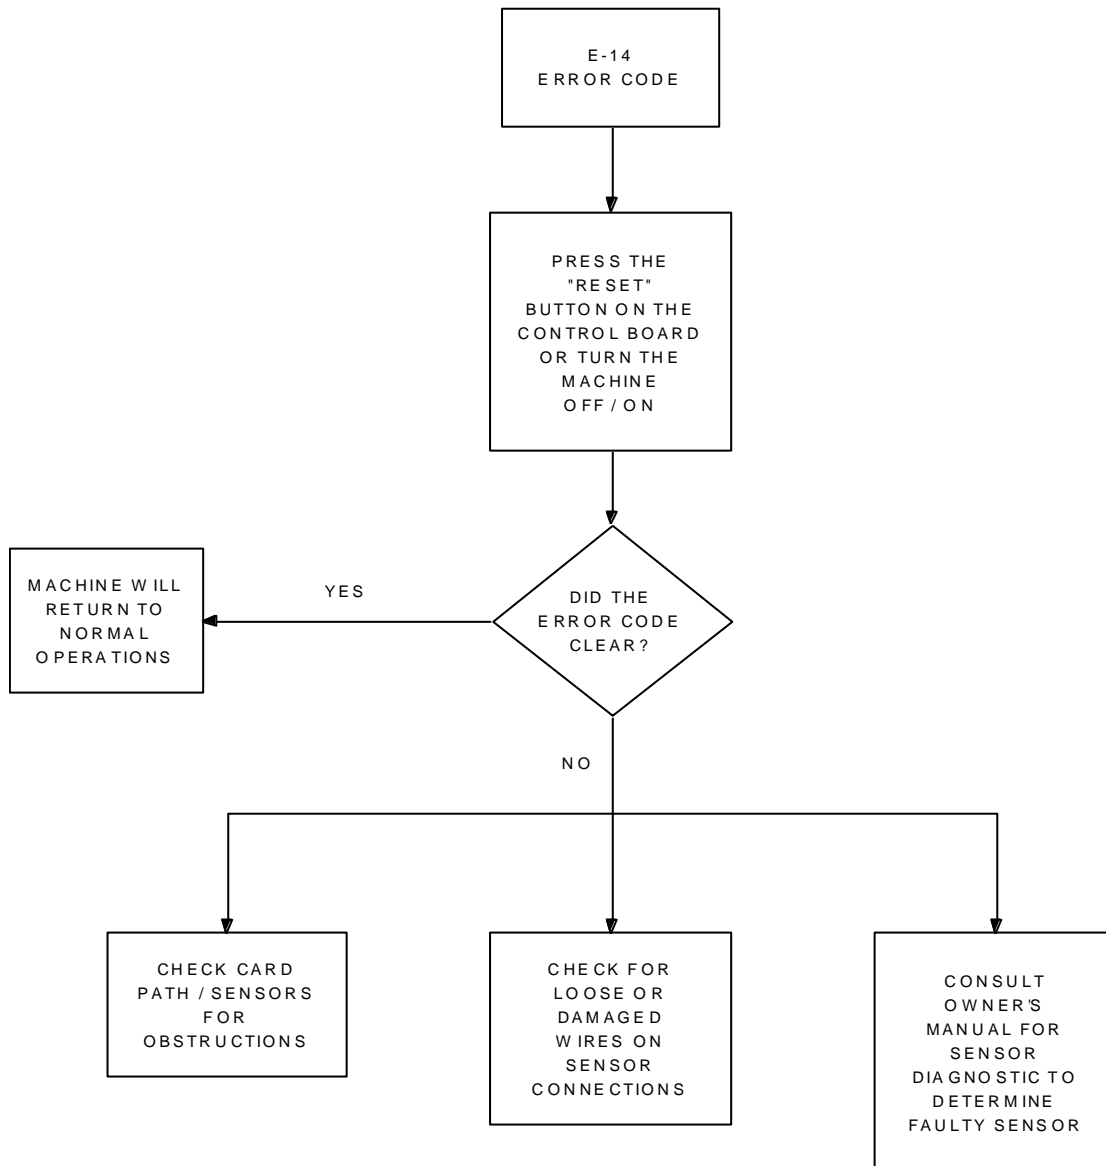 E-14
ERROR CODE
PRESS THE
"RESET"
BUTTON ON THE
CONTROL BOARD
OR TURN THE
MACHINE
OFF / ON
DID THE
ERROR CODE
CLEAR?
YES
MACHINE WILL
RETURN TO
NORMAL
OPERATIONS
NO
CHECK CARD
PATH / SENSORS
FOR
OBSTRUCTIONS
CHECK FOR
LOOSE OR
DAMAGED
WIRES ON
SENSOR
CONNECTIONS
CONSULT
OWNER'S
MANUAL FOR
SENSOR
DIAGNOSTIC TO
DETERMINE
FAULTY SENSOR